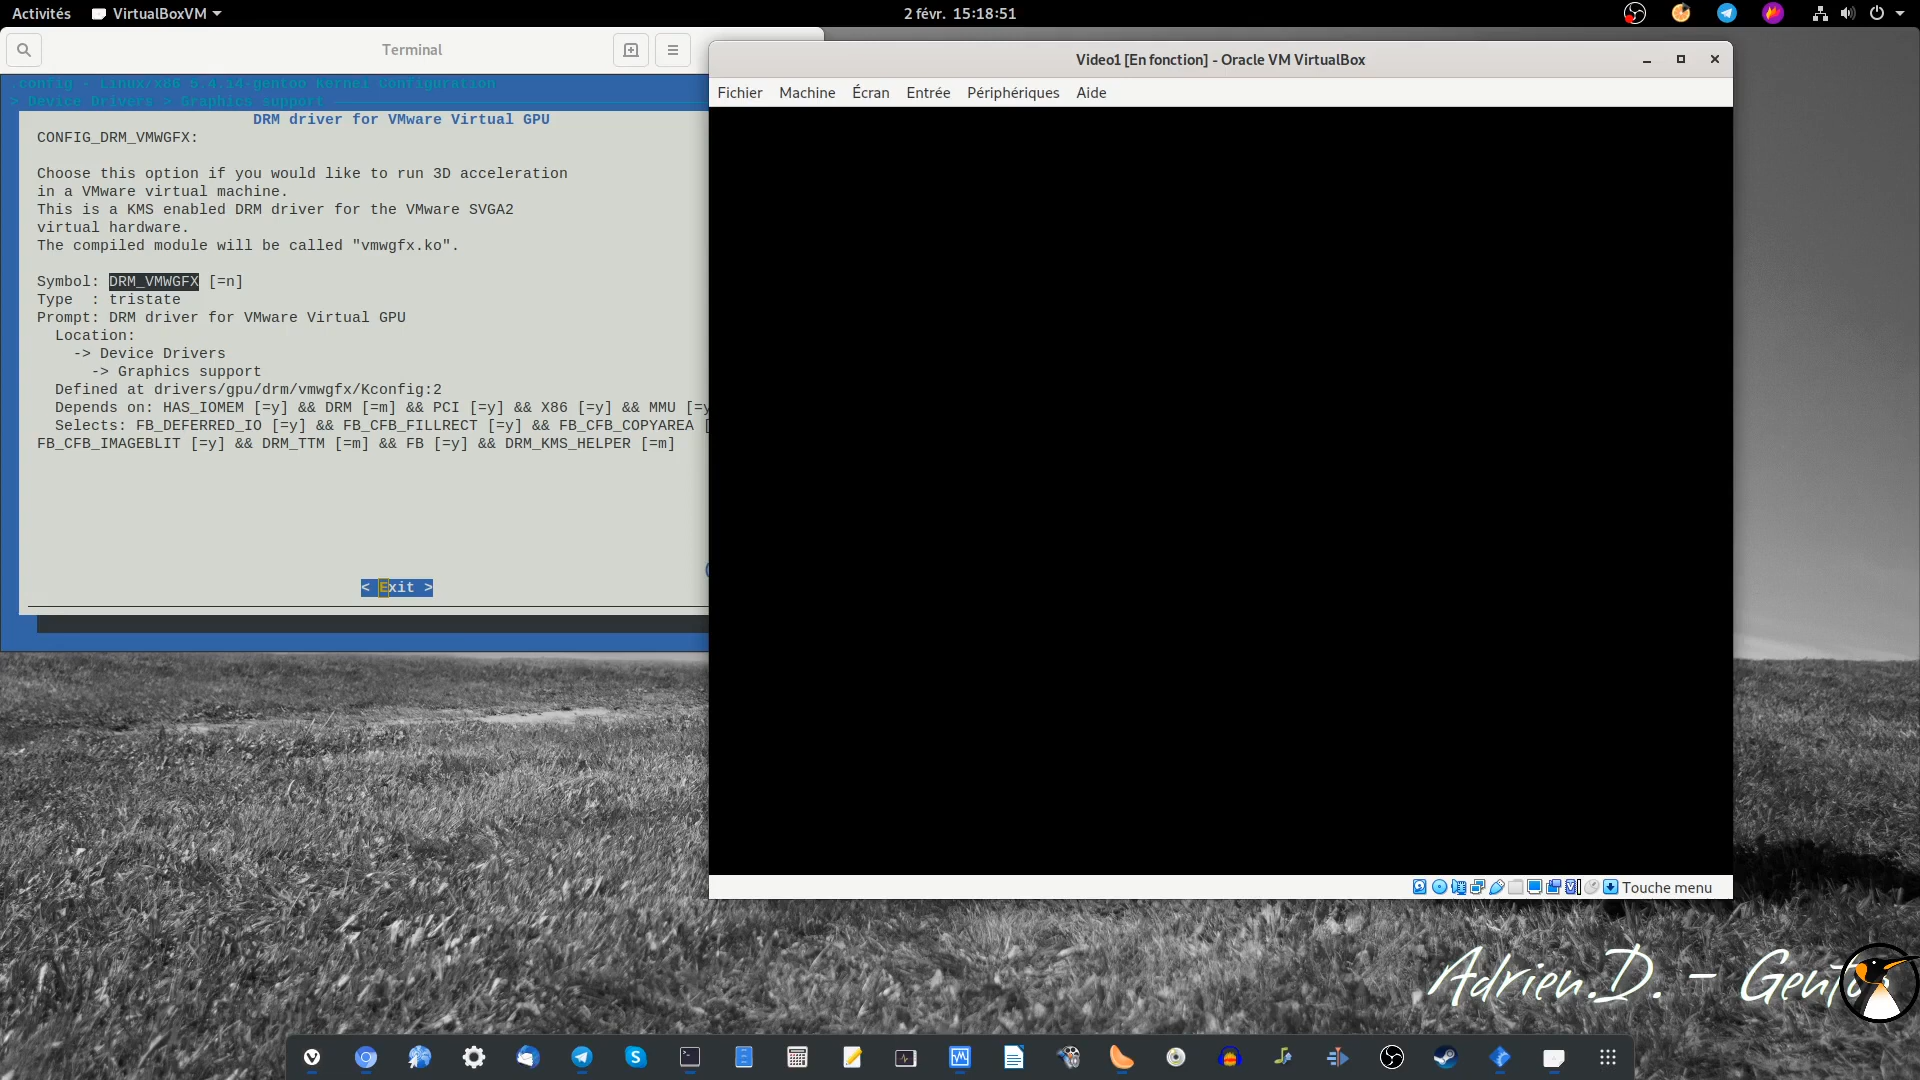 Activités VirtualBoxVM 2 févr. 15:18:51
Terminal
.config - Linux/x86 5.4.14-gentoo Kernel Configuration
> Device Drivers > Graphics support
DRM driver for VMware Virtual GPU
CONFIG_DRM_VMWGFX:
Choose this option if you would like to run 3D acceleration
in a VMware virtual machine.
This is a KMS enabled DRM driver for the VMware SVGA2
virtual hardware.
The compiled module will be called "vmwgfx.ko".
Symbol: DRM_VMWGFX [=n]
Type  : tristate
Prompt: DRM driver for VMware Virtual GPU
Location:
-> Device Drivers
-> Graphics support
Defined at drivers/gpu/drm/vmwgfx/Kconfig:2
Depends on: HAS_IOMEM [=y] && DRM [=m] && PCI [=y] && X86 [=y] && MMU [=y
Selects: FB_DEFERRED_IO [=y] && FB_CFB_FILLRECT [=y] && FB_CFB_COPYAREA [
FB_CFB_IMAGEBLIT [=y] && DRM_TTM [=m] && FB [=y] && DRM_KMS_HELPER [=m]
< Exit >
Video1 [En fonction] - Oracle VM VirtualBox
Fichier Machine Écran Entrée Périphériques Aide
Touche menu
Adrien.D. - Gento